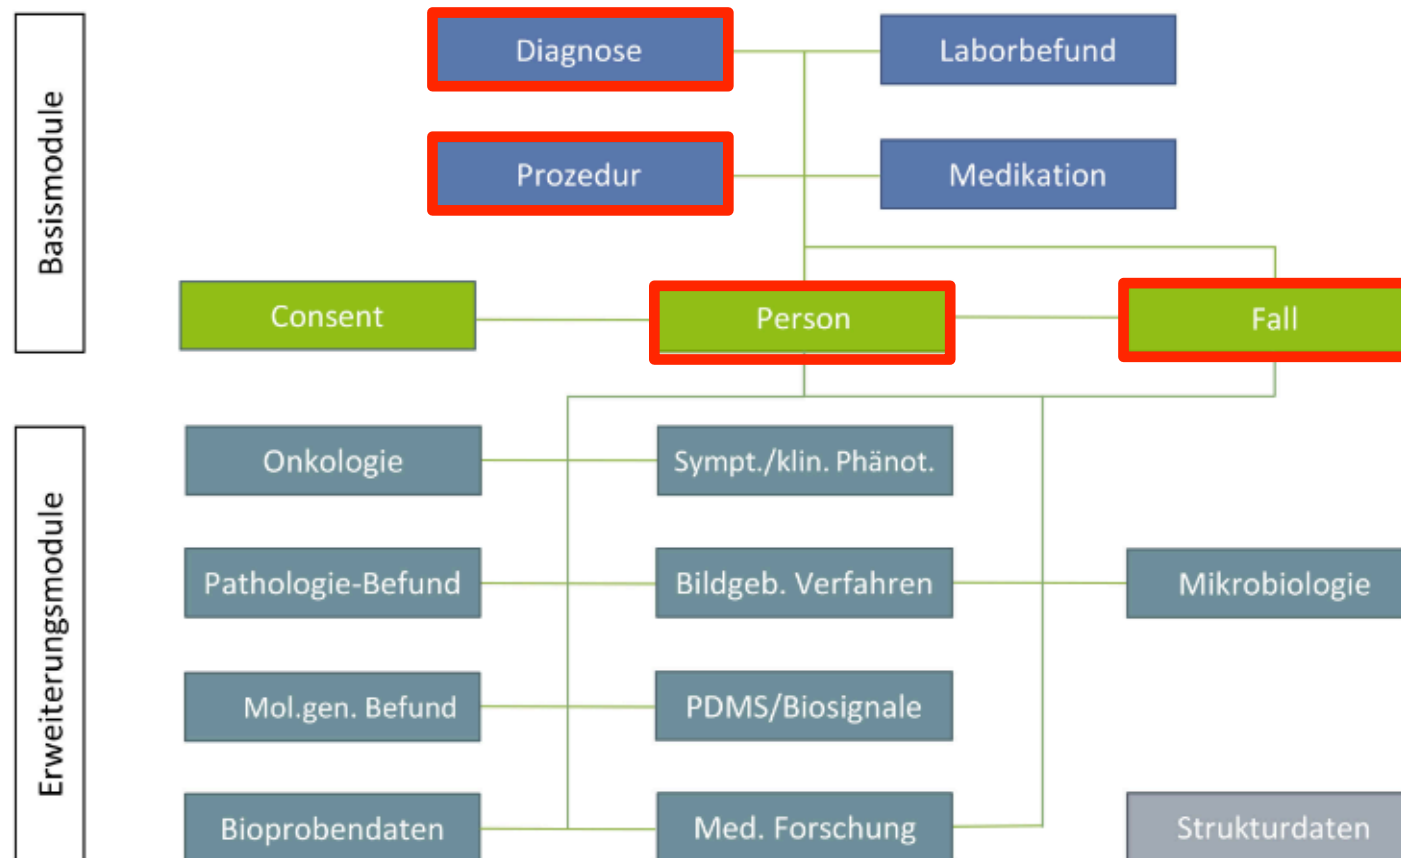 Basismodule
Diagnose
Laborbefund
Prozedur
Medikation
Consent
Person
Fall
Erweiterungsmodule
Onkologie
Sympt./klin. Phänot.
Pathologie-Befund
Bildgeb. Verfahren
Mikrobiologie
Mol.gen. Befund
PDMS/Biosignale
Bioprobendaten
Med. Forschung
Strukturdaten